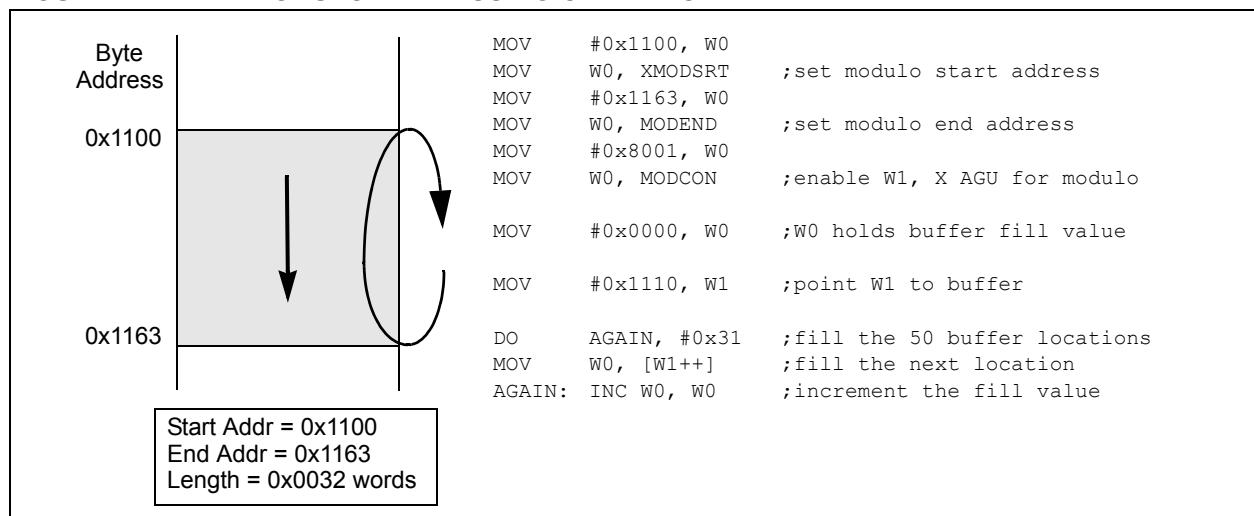 Byte
Address
0x1100
0x1163
Start Addr = 0x1100
End Addr = 0x1163
Length = 0x0032 words
MOV #0x1100, W0
MOV W0, XMODSRT ;set modulo start address
MOV #0x1163, W0
MOV W0, MODEND ;set modulo end address
MOV #0x8001, W0
MOV W0, MODCON ;enable W1, X AGU for modulo
MOV #0x0000, W0 ;W0 holds buffer fill value
MOV #0x1110, W1 ;point W1 to buffer
DO AGAIN, #0x31 ;fill the 50 buffer locations
MOV W0, [W1++] ;fill the next location
AGAIN: INC W0, W0 ;increment the fill value